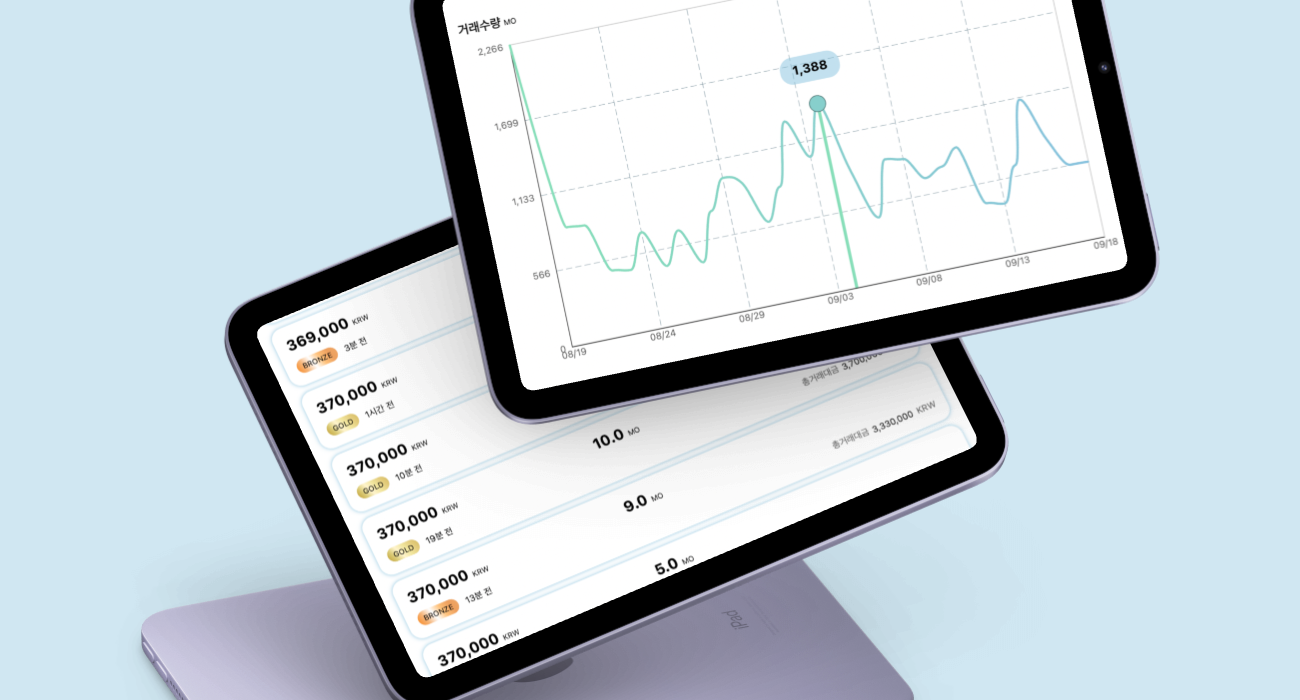 거래수량 MO
2,266
1,699
1,133
566
0
1,388
08/19
08/24
08/29
09/03
09/08
09/13
09/18
369,000 KRW
BRONZE 3분 전
370,000 KRW
GOLD 1시간 전
370,000 KRW
GOLD 10분 전
10.0 MO
총거래대금 3,700,000
370,000 KRW
GOLD 19분 전
9.0 MO
총거래대금 3,330,000 KRW
370,000 KRW
BRONZE 13분 전
5.0 MO
370,000 KRW
iPad